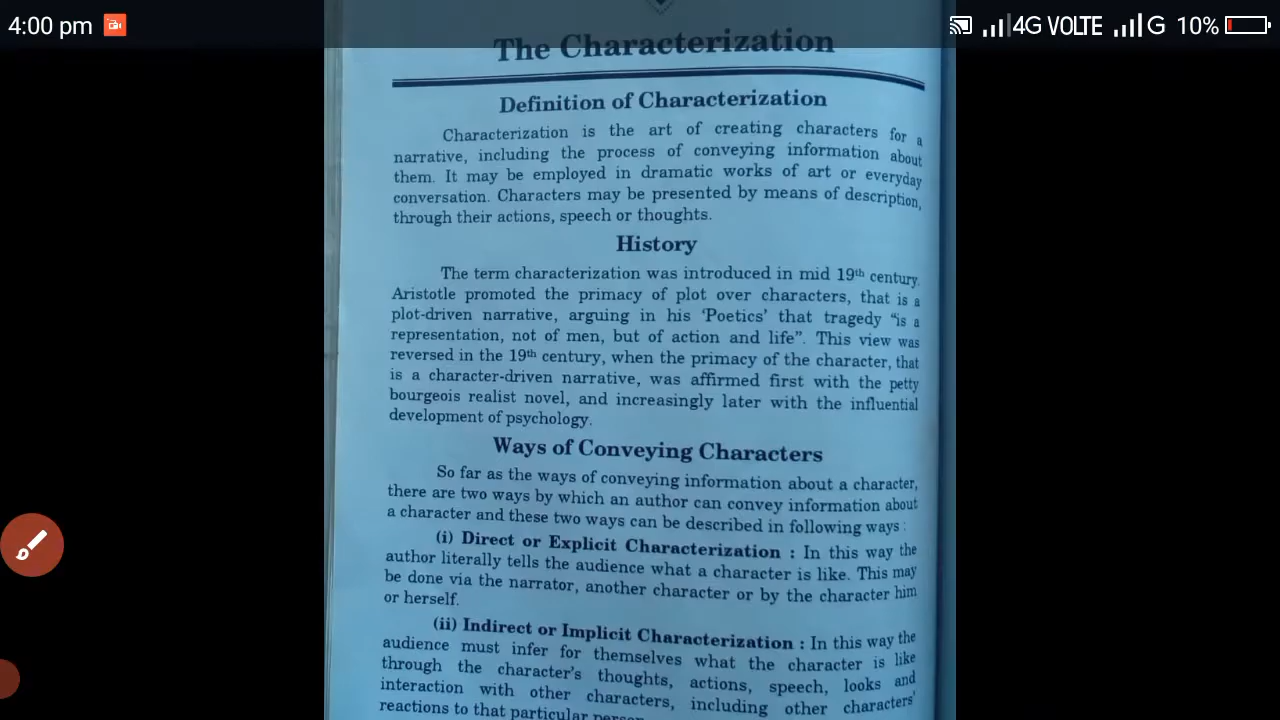 4:00 pm 4G VOLTE G 10%
The Characterization
Definition of Characterization
Characterization is the art of creating characters for a
narrative, including the process of conveying information about
them. It may be employed in dramatic works of art or everyday
conversation. Characters may be presented by means of description,
through their actions, speech or thoughts.
History
The term characterization was introduced in mid 19th century.
Aristotle promoted the primacy of plot over characters, that is a
plot-driven narrative, arguing in his ‘Poetics’ that tragedy “is a
representation, not of men, but of action and life”. This view was
reversed in the 19th century, when the primacy of the character, that
is a character-driven narrative, was affirmed first with the petty
bourgeois realist novel, and increasingly later with the influential
development of psychology.
Ways of Conveying Characters
So far as the ways of conveying information about a character,
there are two ways by which an author can convey information about
a character and these two ways can be described in following ways :
(i) Direct or Explicit Characterization : In this way the
author literally tells the audience what a character is like. This may
be done via the narrator, another character or by the character him
or herself.
(ii) Indirect or Implicit Characterization : In this way the
audience must infer for themselves what the character is like
through the character's thoughts, actions, speech, looks and
interaction with other characters, including other characters'
reactions to that particular person.